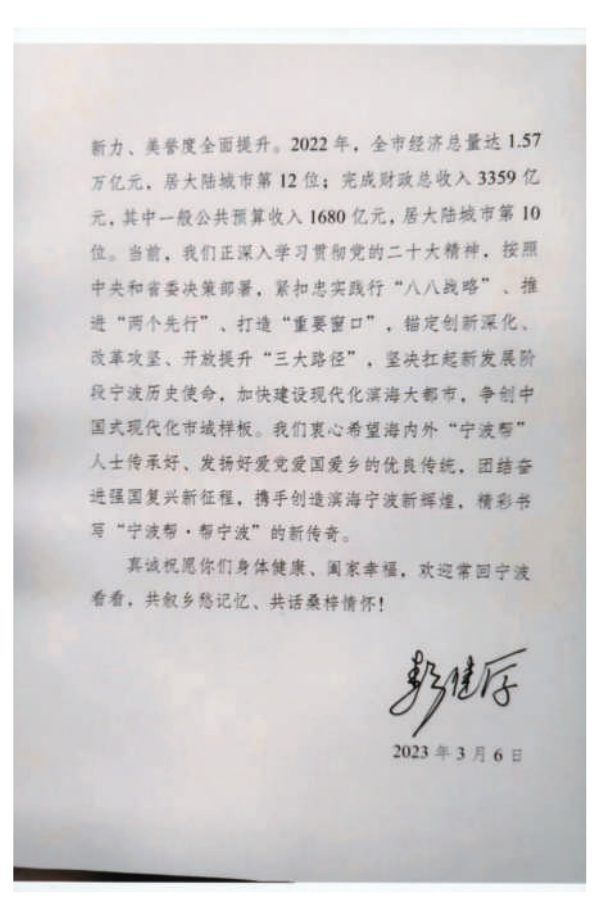 新力、美誉度全面提升。2022 年，全市经济总量达 1.57
万亿元，居大陆城市第 12 位；完成财政总收入 3359 亿
元，其中一般公共预算收入 1680 亿元，居大陆城市第 10
位。当前，我们正深入学习贯彻党的二十大精神，按照
中央和省委决策部署，紧扣忠实践行“八八战略”、推
进“两个先行”、打造“重要窗口”，锚定创新深化、
改革攻坚、开放提升“三大路径”，坚决扛起新发展阶
段宁波历史使命，加快建设现代化滨海大都市，争创中
国式现代化市域样板。我们衷心希望海内外“宁波帮”
人士传承好、发扬好爱党爱国爱乡的优良传统，团结奋
进强国复兴新征程，携手创造滨海宁波新辉煌，精彩书
写“宁波帮·帮宁波”的新传奇。
真诚祝愿你们身体健康、阖家幸福，欢迎常回宁波
看看，共叙乡愁记忆、共话桑梓情怀！
彭佳学
2023 年 3 月 6 日